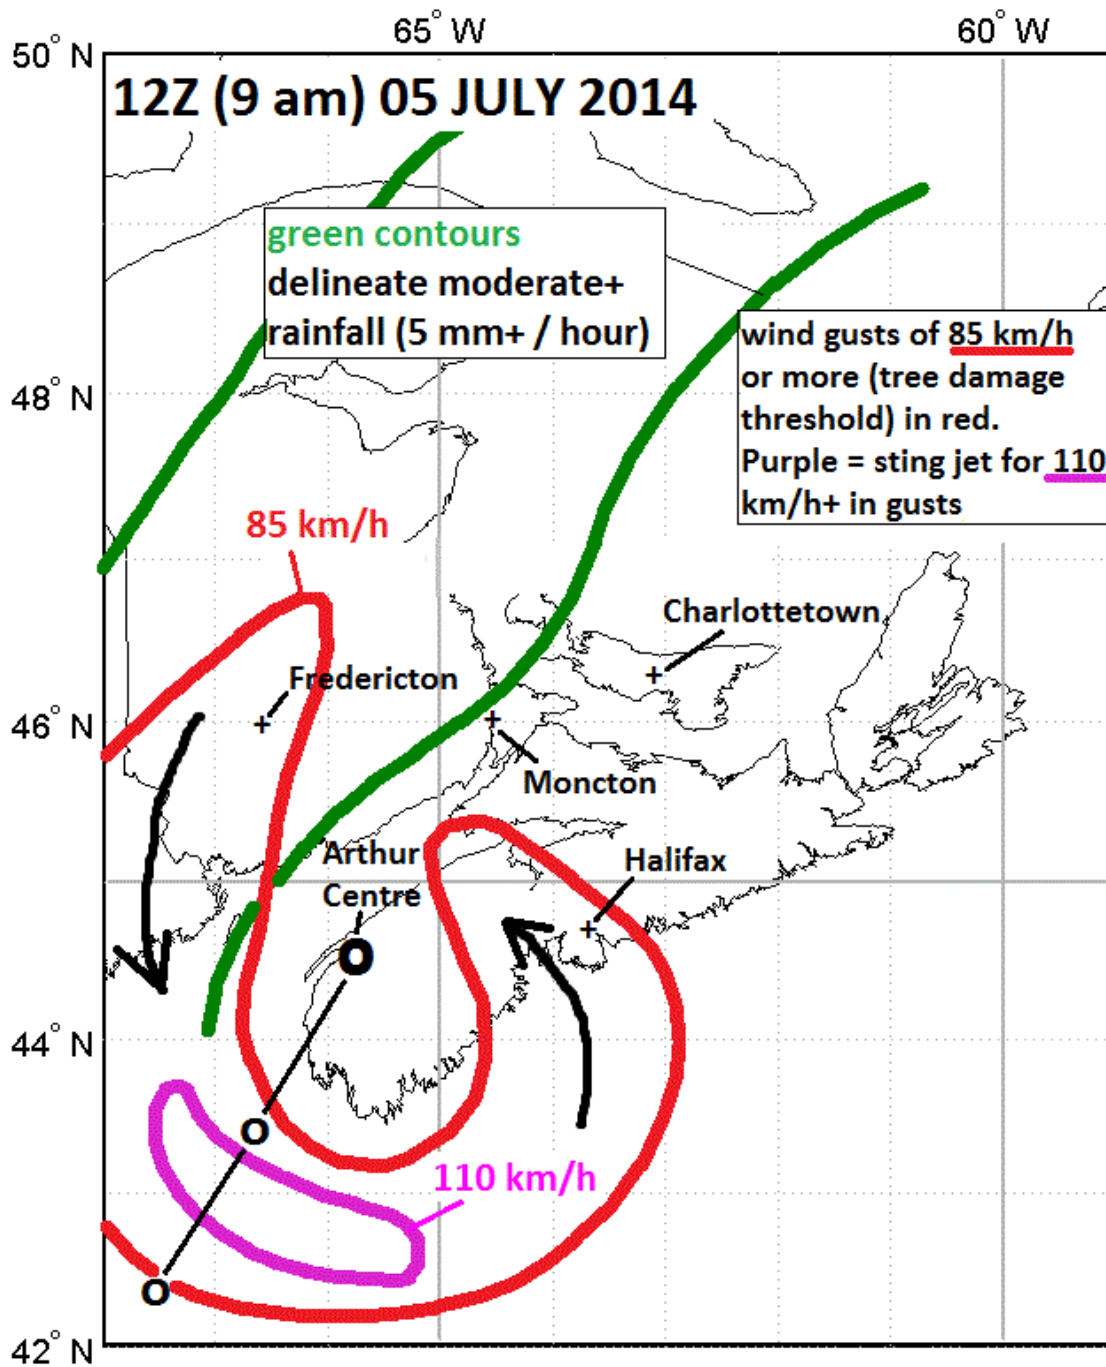 65° W
60° W
50° N
12Z (9 am) 05 JULY 2014
green contours
delineate moderate+
rainfall (5 mm+ / hour)
wind gusts of 85 km/h
or more (tree damage
threshold) in red.
Purple = sting jet for 110
km/h+ in gusts
48° N
85 km/h
Charlottetown
Fredericton
46° N
Moncton
Arthur
Centre
Halifax
44° N
110 km/h
42° N